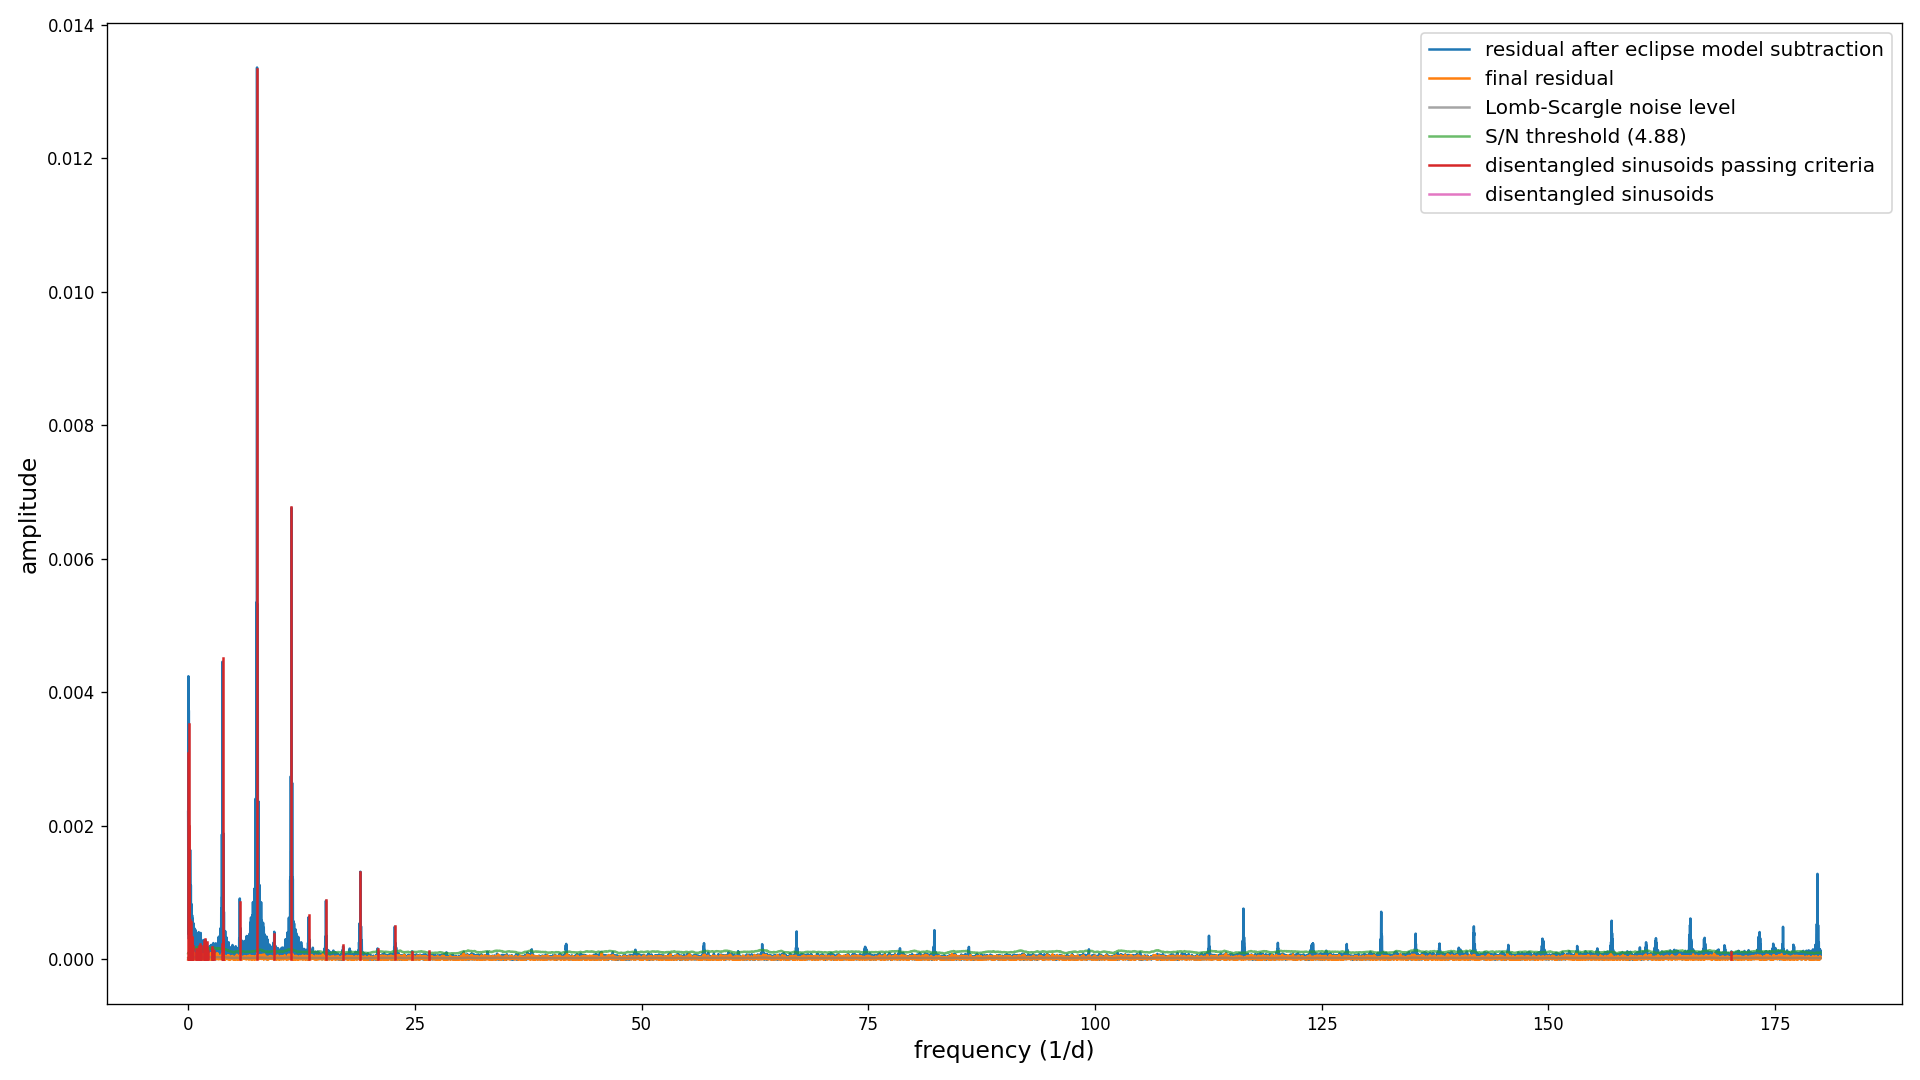 0.014
0.012
0.010
0.008
0.006
0.004
0.002
0.000
amplitude
0
25
50
75
100
125
150
175
frequency (1/d)
residual after eclipse model subtraction
final residual
Lomb-Scargle noise level
S/N threshold (4.88)
disentangled sinusoids passing criteria
disentangled sinusoids